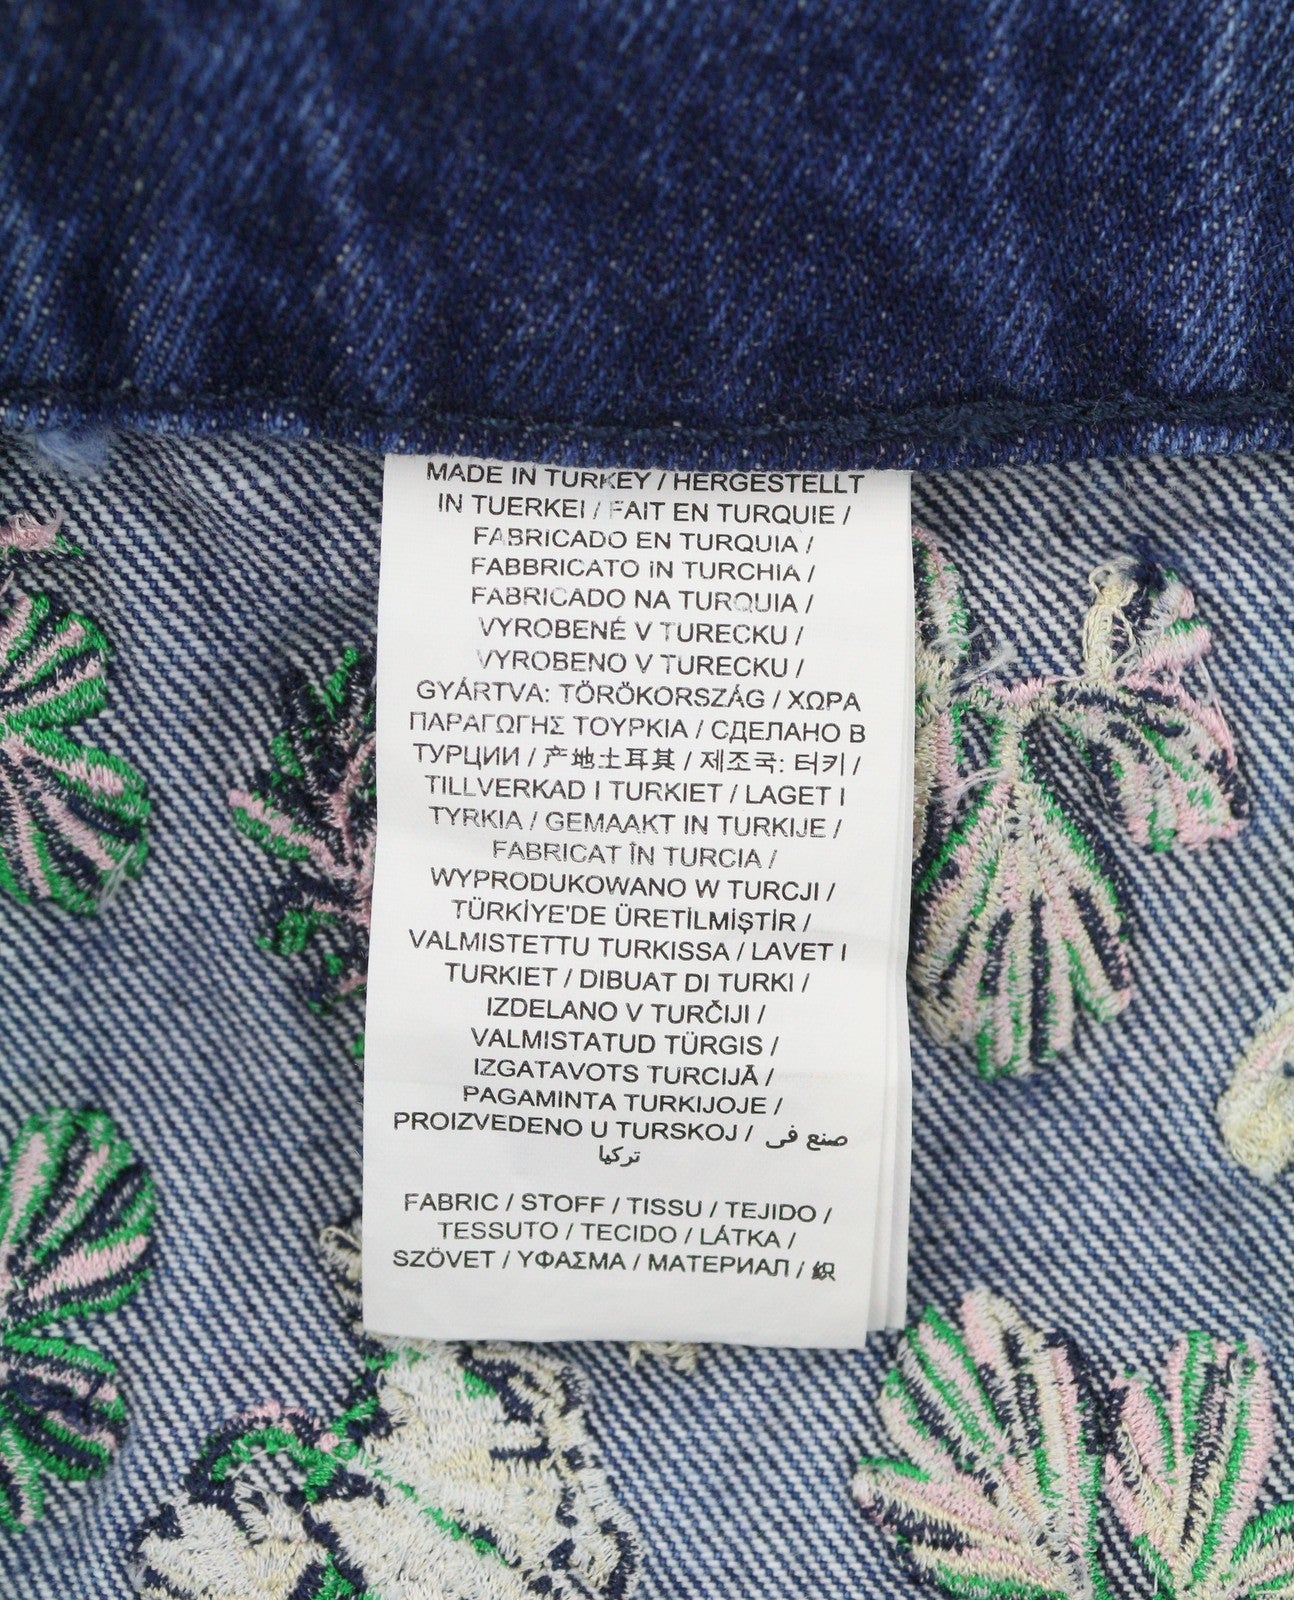 MADE IN TURKEY / HERGESTELLT
IN TUERKEI / FAIT EN TURQUIE /
FABRICADO EN TURQUIA /
FABBRICATO IN TURCHIA /
FABRICADO NA TURQUIA /
VYROBENÉ V TURECKU /
VYROBENO V TURECKU /
GYÁRTVA: TÖRÖKORSZÁG / ΧΩΡΑ
ΠΑΡΑΓΩΓΗΣ ΤΟΥΡΚΙΑ / СДЕЛАНО В
ТУРЦИИ / 产地土耳其 / 제조국: 터키 /
TILLVERKAD I TURKIET / LAGET I
TYRKIA / GEMAAKT IN TURKIJE /
FABRICAT ÎN TURCIA /
WYPRODUKOWANO W TURCJI /
TÜRKİYE'DE ÜRETİLMİŞTİR /
VALMISTETTU TURKISSA / LAVET I
TURKIET / DIBUAT DI TURKI /
IZDELANO V TURČIJI /
VALMISTATUD TÜRGIS /
IZGATAVOTS TURCIJĀ /
PAGAMINTA TURKIJOJE /
PROIZVEDENO U TURSKOJ / صنع في
تركيا
FABRIC / STOFF / TISSU / TEJIDO /
TESSUTO / TECIDO / LÁTKA /
SZÖVET / ΥΦΑΣΜΑ / МАТЕРИАЛ / 织